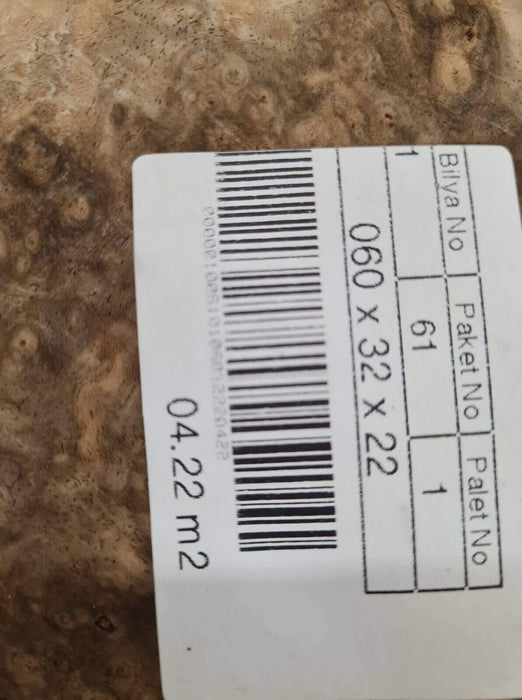 Bilya No Paket No Palet No
1 61 1
060 x 32 x 22
04.22 m2